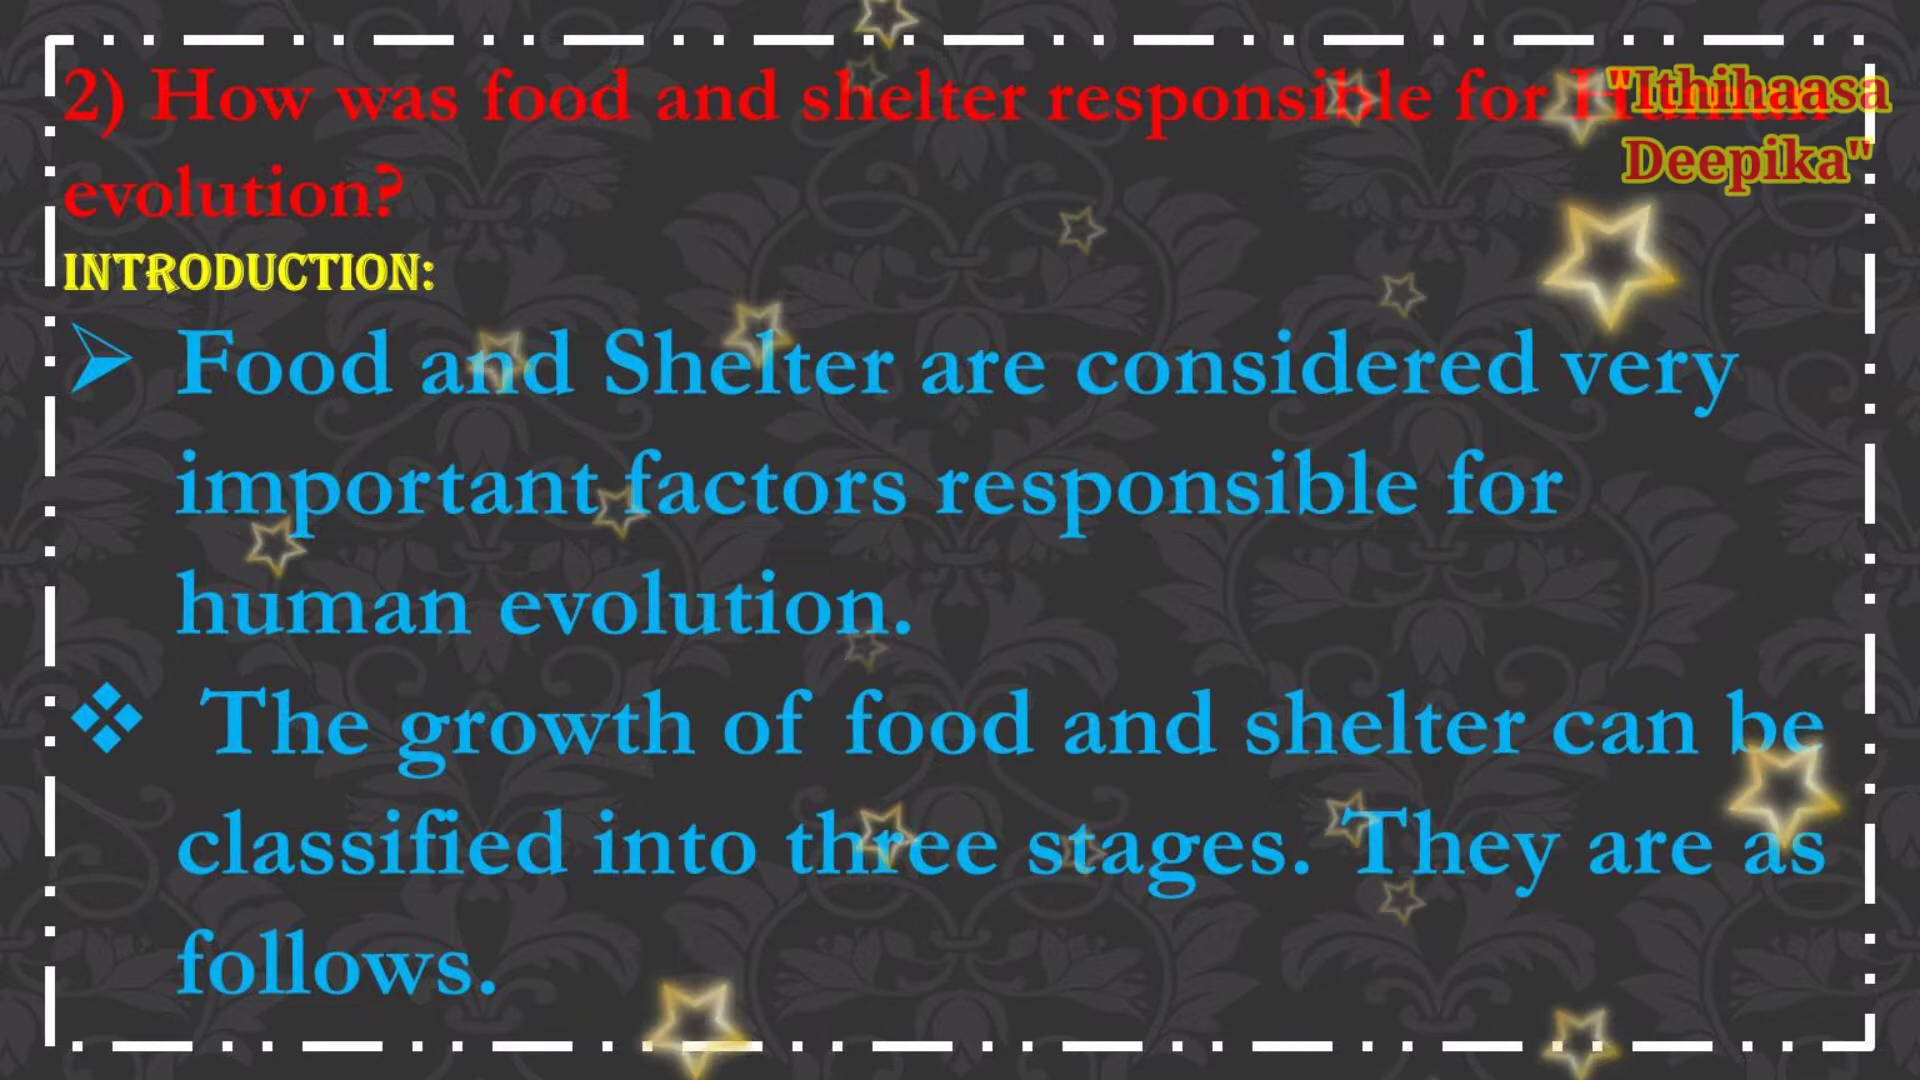 2) How was food and shelter responsible for Human
evolution?
INTRODUCTION:
Food and Shelter are considered very
important factors responsible for
human evolution.
The growth of food and shelter can be
classified into three stages. They are as
follows.
"Ithihaasa
Deepika"